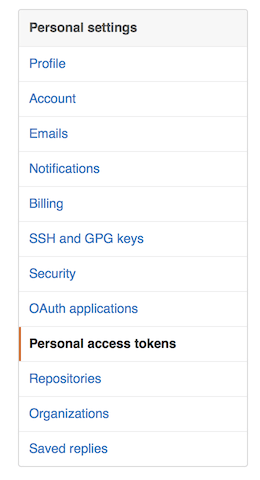 Personal settings
Profile
Account
Emails
Notifications
Billing
SSH and GPG keys
Security
OAuth applications
Personal access tokens
Repositories
Organizations
Saved replies